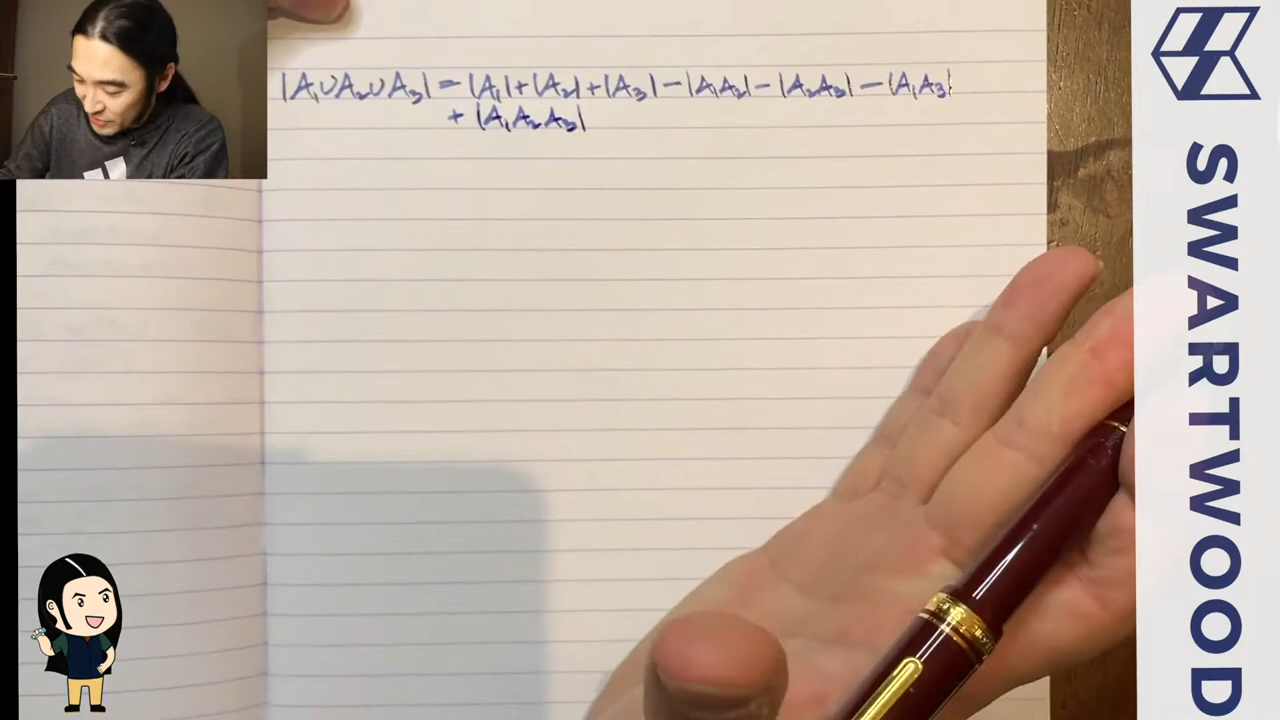 |A₁∪A₂∪A₃| = |A₁|+|A₂|+|A₃|−|A₁A₂|−|A₂A₃|−|A₁A₃|
+ |A₁A₂A₃|
SWARTWOOD